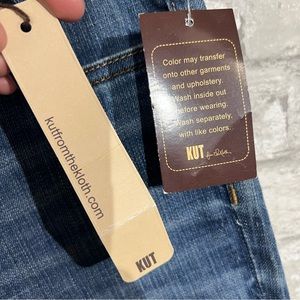 kutfromthekloth.com
KUT
Color may transfer
onto other garments
and upholstery.
Wash inside out
before wearing.
Wash separately,
with like colors.
KUT